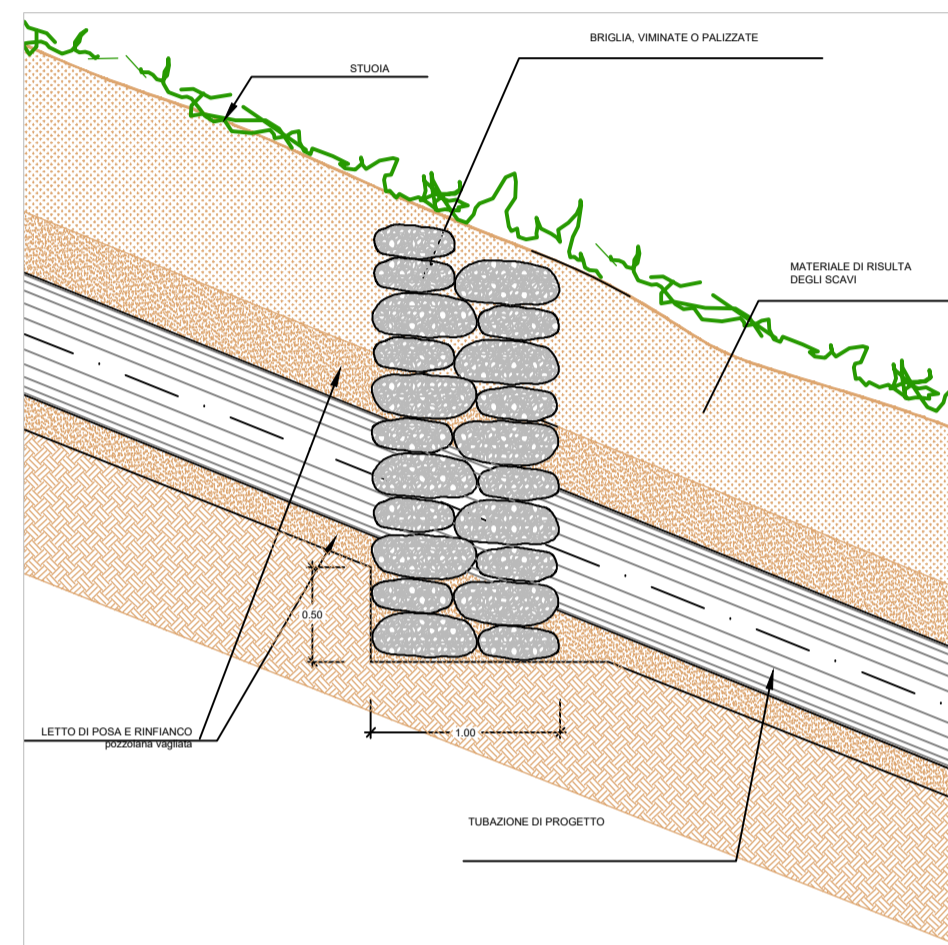 BRIGLIA, VIMINATE O PALIZZATE
STUOIA
MATERIALE DI RISULTA
DEGLI SCAVI
0.50
LETTO DI POSA E RINFIANCO
pozzolana vagliata
1.00
TUBAZIONE DI PROGETTO